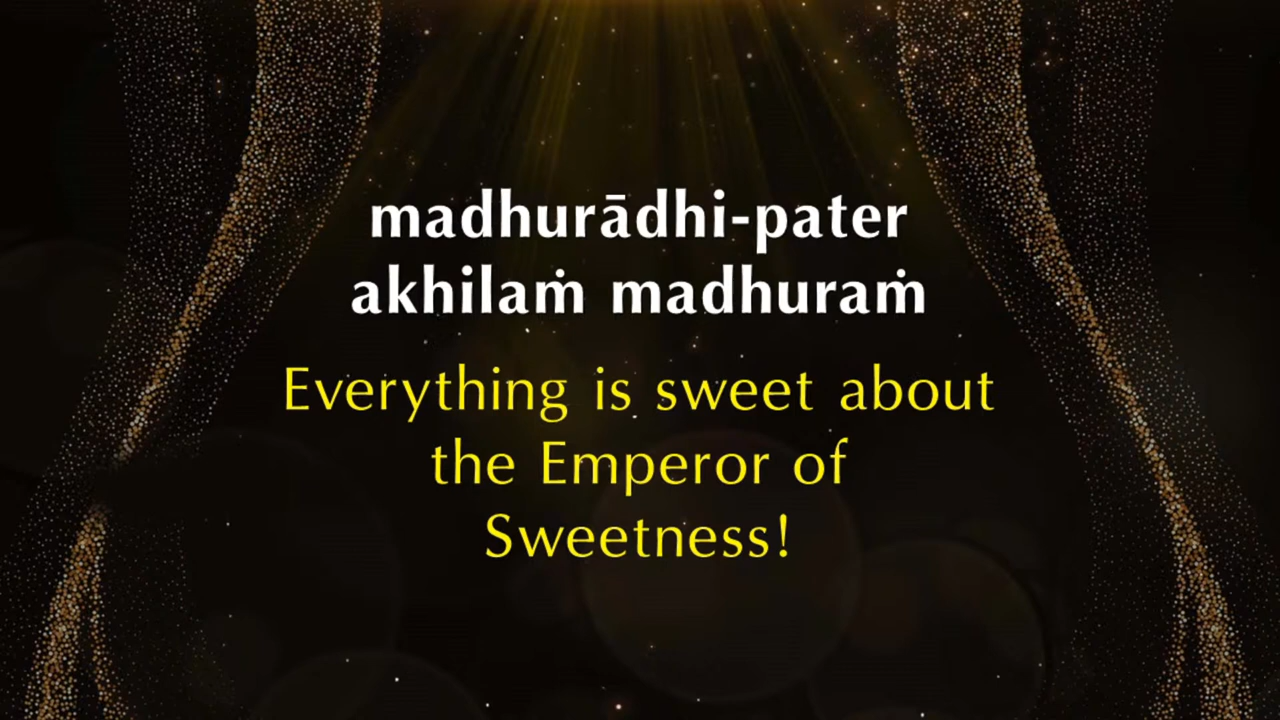 madhurādhi-pater
akhilaṁ madhuraṁ
Everything is sweet about
the Emperor of
Sweetness!